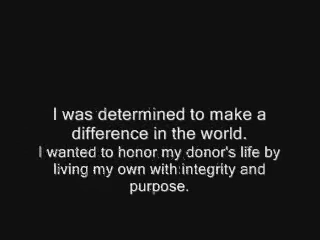 I was determined to make a
difference in the world.
I wanted to honor my donor's life by
living my own with integrity and
purpose.